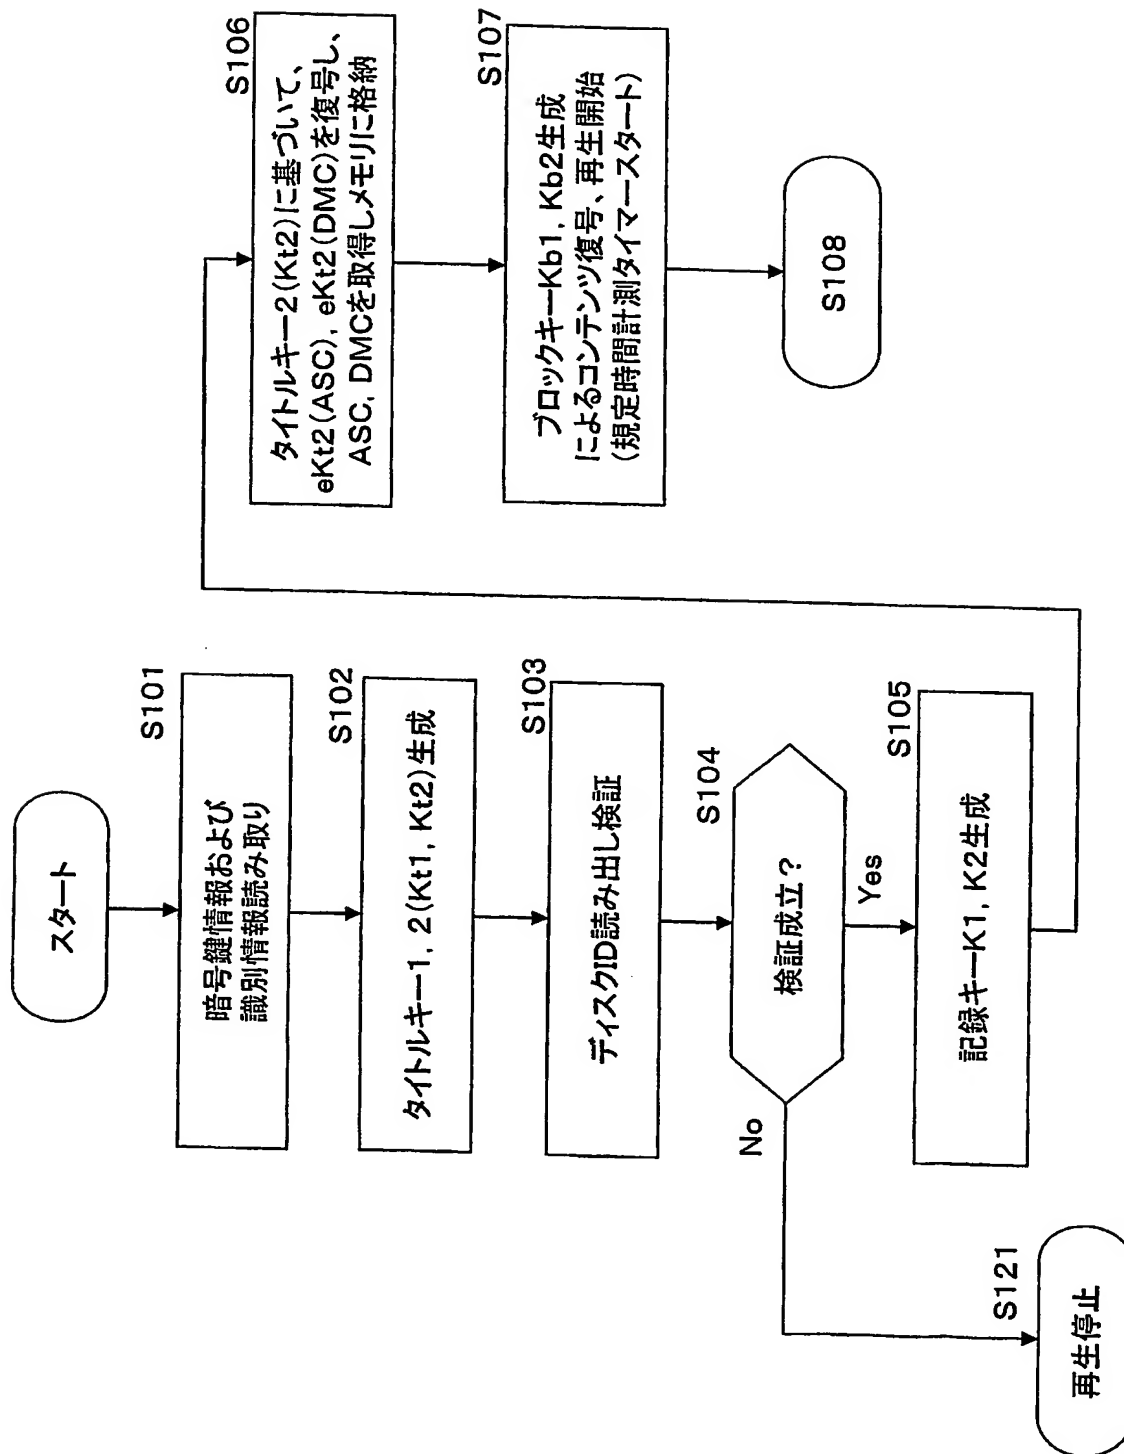 スタート
S101
暗号鍵情報および
識別情報読み取り
S102
タイトルキー1, 2(Kt1, Kt2)生成
S103
ディスクID読み出し検証
S104
検証成立?
No
Yes
S105
記録キーK1, K2生成
S121
再生停止
S106
タイトルキー2(Kt2)に基づいて、
eKt2(ASC), eKt2(DMC)を復号し、
ASC, DMCを取得しメモリに格納
S107
ブロックキーKb1, Kb2生成
によるコンテンツ復号、再生開始
(規定時間計測タイマースタート)
S108